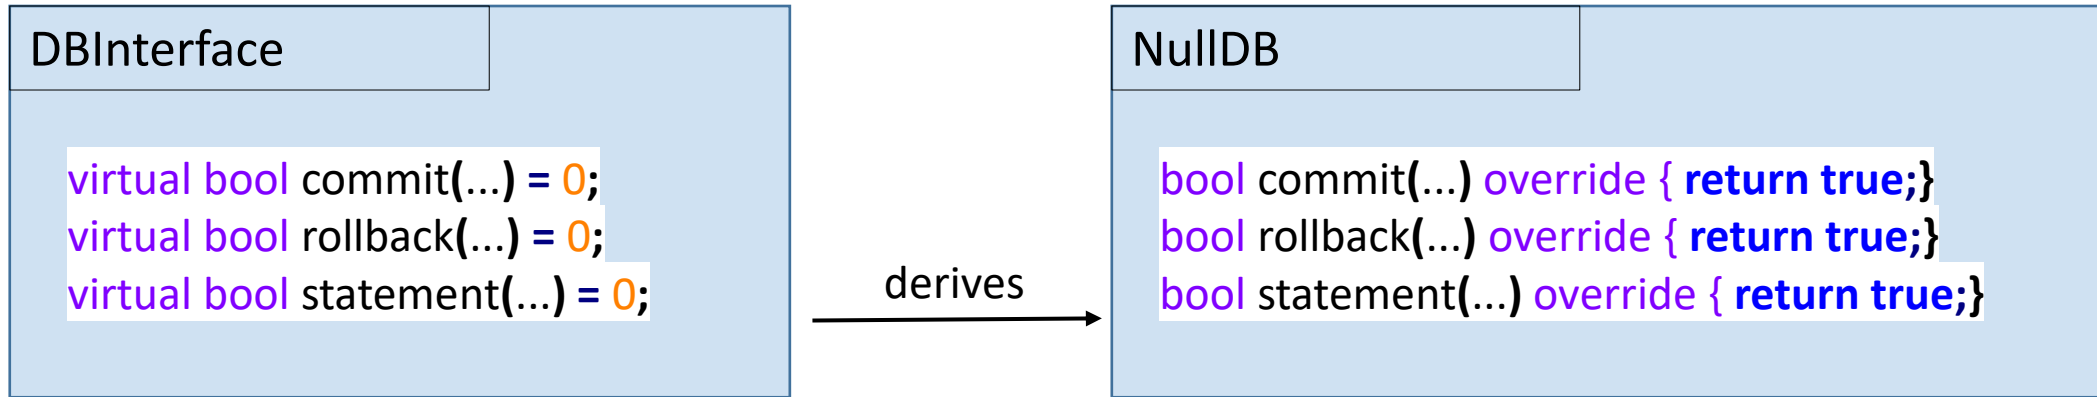 DBInterface
virtual bool commit(...) = 0;
virtual bool rollback(...) = 0;
virtual bool statement(...) = 0;
derives
NullDB
bool commit(...) override { return true;}
bool rollback(...) override { return true;}
bool statement(...) override { return true;}